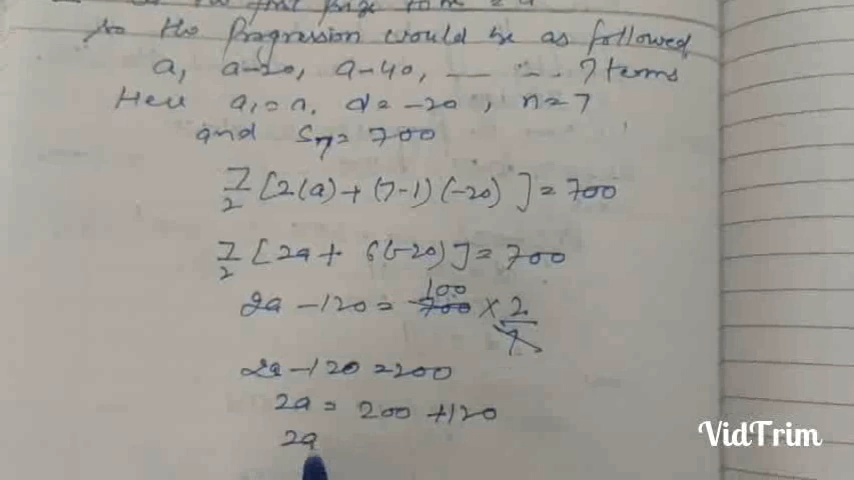 So the Progression would be as followed
a, a-20, a-40, — — - 7 terms
Here a₁ = a, d = -20, n = 7
and S₇ = 700
7/2 [2(a) + (7-1) (-20)] = 700
7/2 [2a + 6(-20)] = 700
100
2a - 120 = 700 × 2/7
2a - 120 = 200
2a = 200 + 120
2a
VidTrim